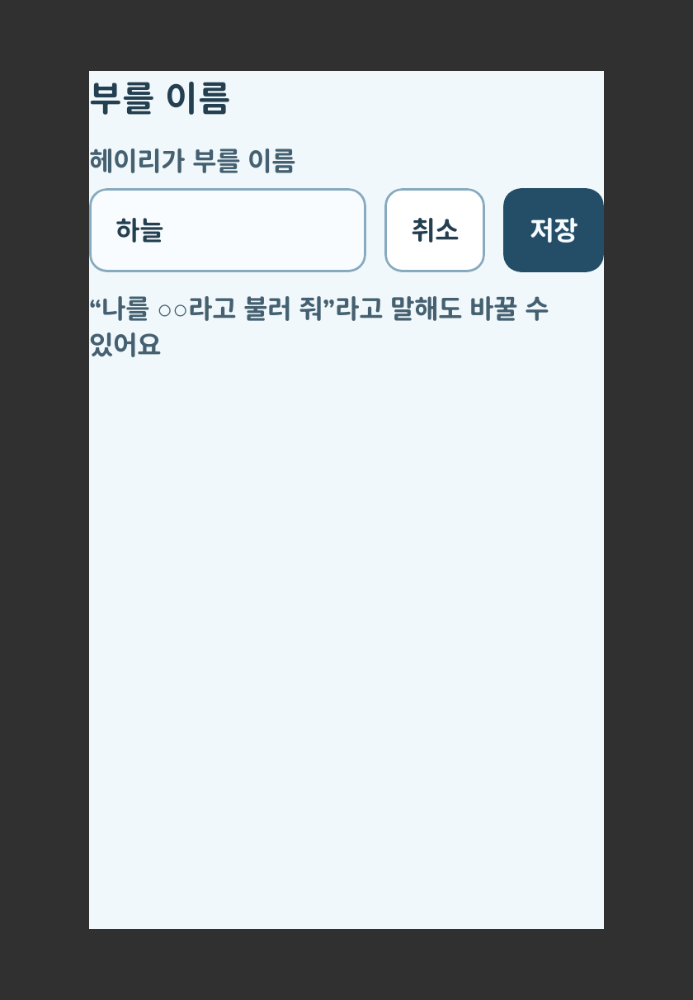 부를 이름
헤이리가 부를 이름
하늘 취소 저장
“나를 ○○라고 불러 줘”라고 말해도 바꿀 수
있어요